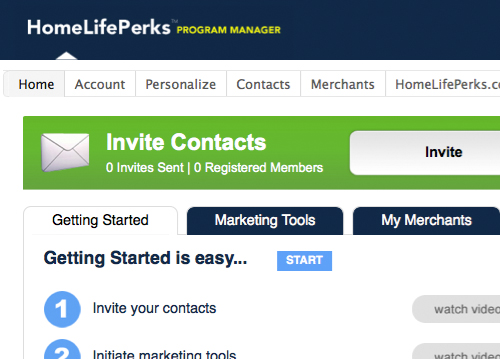 HomeLifePerks™ PROGRAM MANAGER
Home Account Personalize Contacts Merchants HomeLifePerks.c
Invite Contacts
0 Invites Sent | 0 Registered Members
Invite
Getting Started Marketing Tools My Merchants
Getting Started is easy... START
1 Invite your contacts watch video
2 Initiate marketing tools watch video